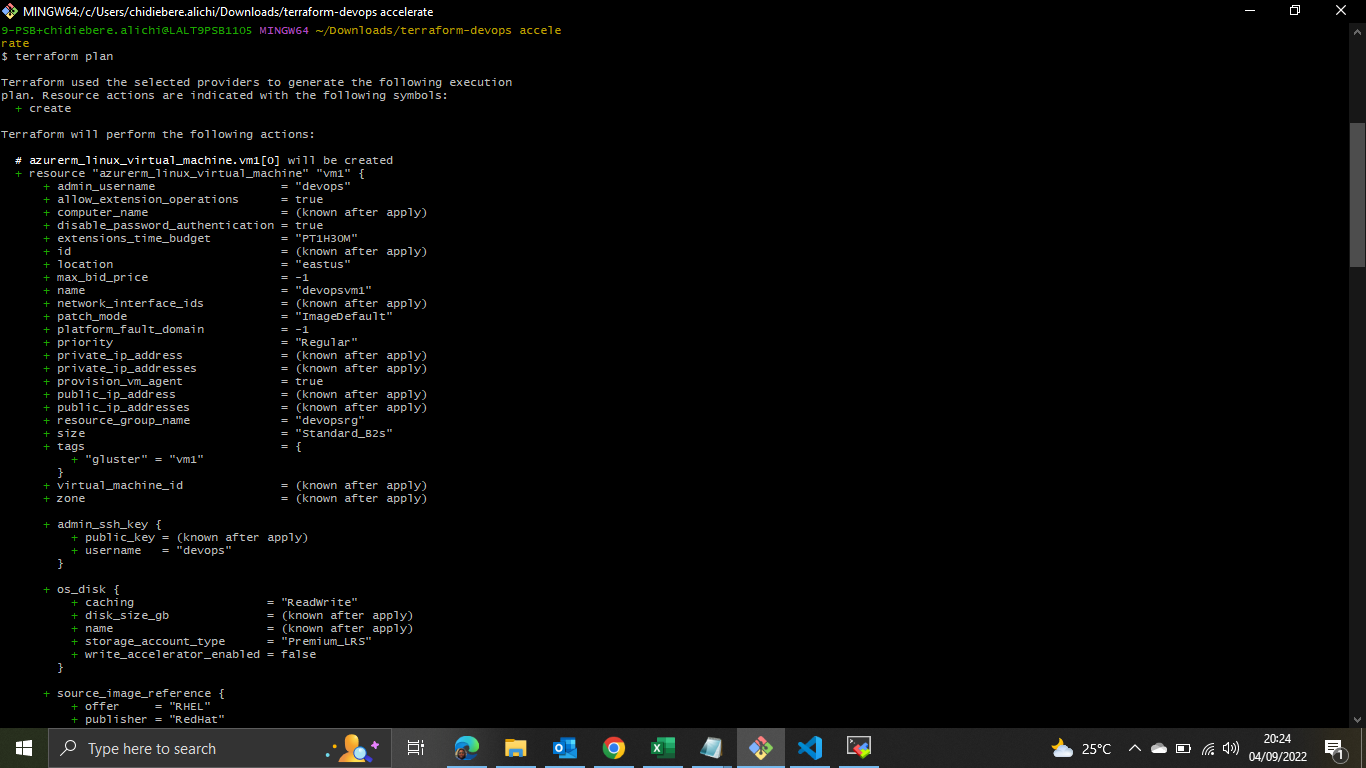 MINGW64:/c/Users/chidiebere.alichi/Downloads/terraform-devops accelerate
9-PSB+chidiebere.alichi@LALT9PSB1105 MINGW64 ~/Downloads/terraform-devops accele
rate
$ terraform plan
Terraform used the selected providers to generate the following execution
plan. Resource actions are indicated with the following symbols:
+ create
Terraform will perform the following actions:
# azurerm_linux_virtual_machine.vm1[0] will be created
+ resource "azurerm_linux_virtual_machine" "vm1" {
+ admin_username = "devops"
+ allow_extension_operations = true
+ computer_name = (known after apply)
+ disable_password_authentication = true
+ extensions_time_budget = "PT1H30M"
+ id = (known after apply)
+ location = "eastus"
+ max_bid_price = -1
+ name = "devopsvm1"
+ network_interface_ids = (known after apply)
+ patch_mode = "ImageDefault"
+ platform_fault_domain = -1
+ priority = "Regular"
+ private_ip_address = (known after apply)
+ private_ip_addresses = (known after apply)
+ provision_vm_agent = true
+ public_ip_address = (known after apply)
+ public_ip_addresses = (known after apply)
+ resource_group_name = "devopsrg"
+ size = "Standard_B2s"
+ tags = {
+ "gluster" = "vm1"
}
+ virtual_machine_id = (known after apply)
+ zone = (known after apply)
+ admin_ssh_key {
+ public_key = (known after apply)
+ username = "devops"
}
+ os_disk {
+ caching = "ReadWrite"
+ disk_size_gb = (known after apply)
+ name = (known after apply)
+ storage_account_type = "Premium_LRS"
+ write_accelerator_enabled = false
}
+ source_image_reference {
+ offer = "RHEL"
+ publisher = "RedHat"
Type here to search
25°C
20:24
04/09/2022
1